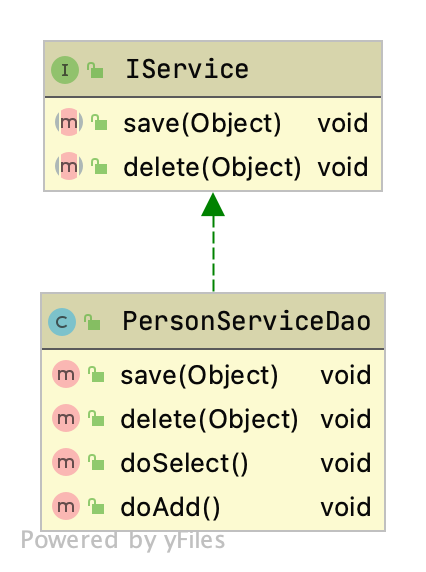 I IService
m save(Object) void
m delete(Object) void
C PersonServiceDao
m save(Object) void
m delete(Object) void
m doSelect() void
m doAdd() void
Powered by yFiles